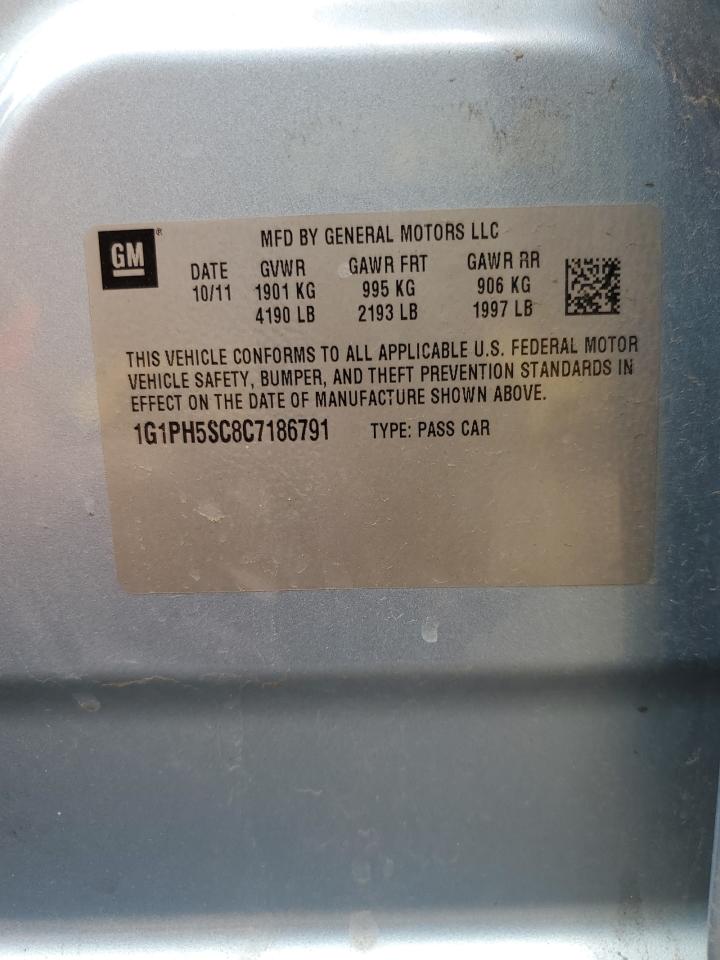 GM®
MFD BY GENERAL MOTORS LLC
DATE GVWR GAWR FRT GAWR RR
10/11 1901 KG 995 KG 906 KG
4190 LB 2193 LB 1997 LB
THIS VEHICLE CONFORMS TO ALL APPLICABLE U.S. FEDERAL MOTOR
VEHICLE SAFETY, BUMPER, AND THEFT PREVENTION STANDARDS IN
EFFECT ON THE DATE OF MANUFACTURE SHOWN ABOVE.
1G1PH5SC8C7186791 TYPE: PASS CAR